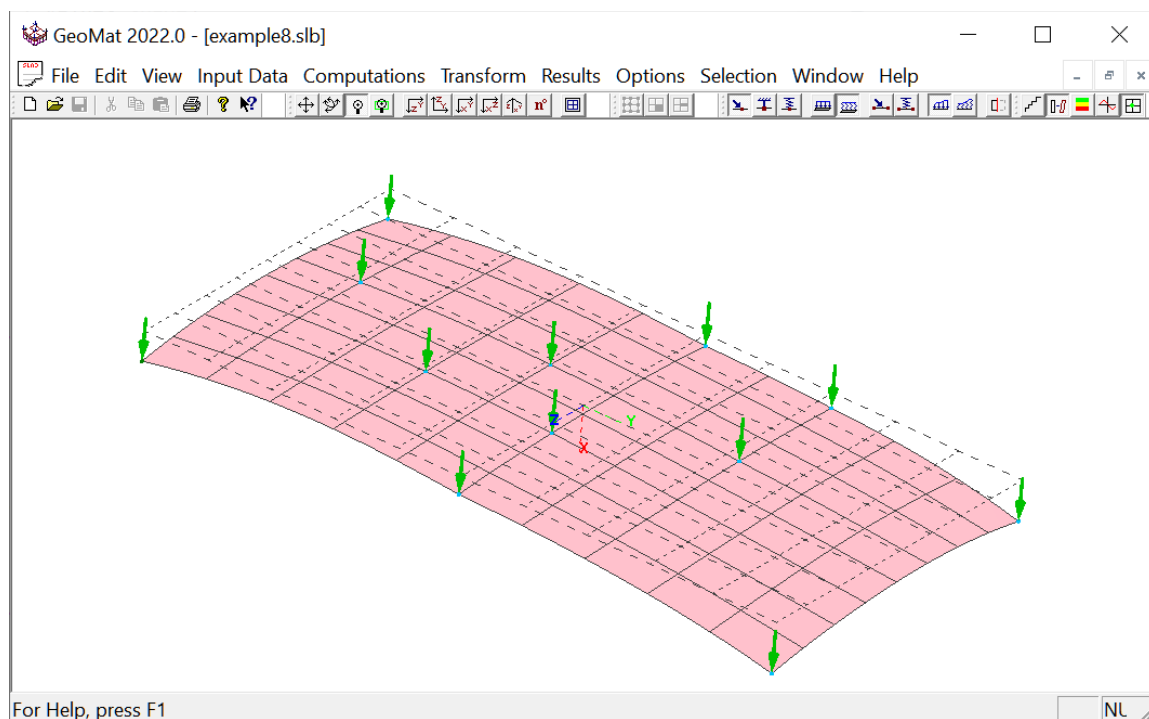 GeoMat 2022.0 - [example8.slb]
File Edit View Input Data Computations Transform Results Options Selection Window Help
n°
Z
Y
X
For Help, press F1
NU